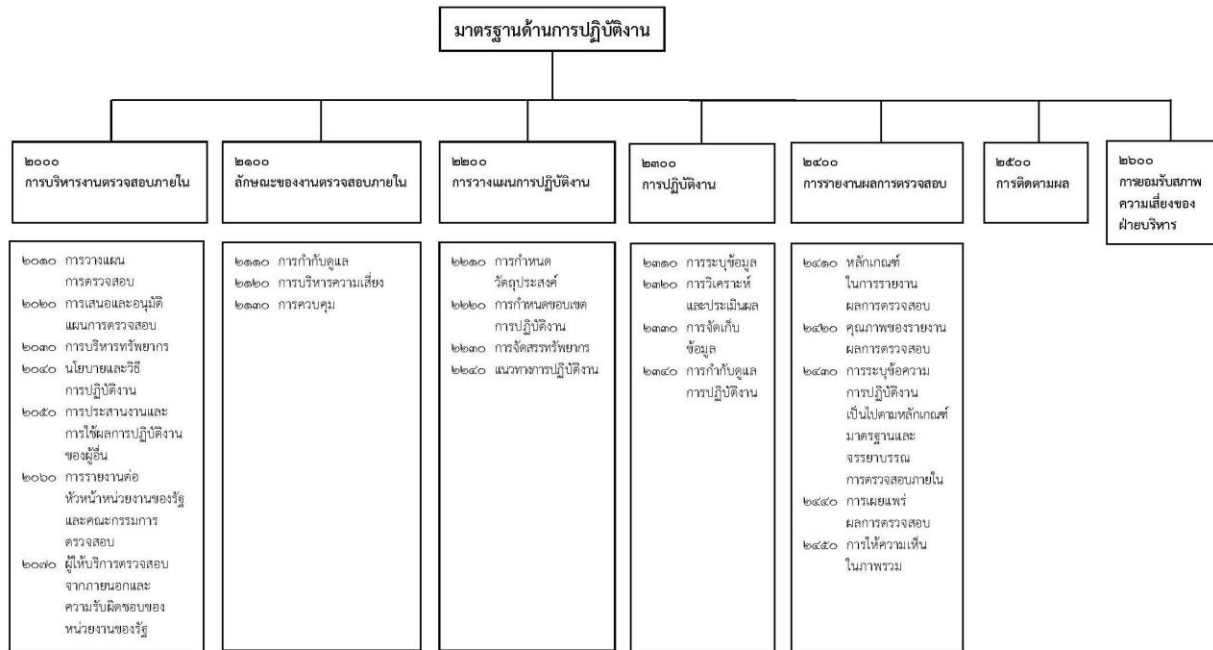 มาตรฐานด้านการปฏิบัติงาน
๒๐๐๐
การบริหารงานตรวจสอบภายใน
๒๑๐๐
ลักษณะของงานตรวจสอบภายใน
๒๒๐๐
การวางแผนการปฏิบัติงาน
๒๓๐๐
การปฏิบัติงาน
๒๔๐๐
การรายงานผลการตรวจสอบ
๒๕๐๐
การติดตามผล
๒๖๐๐
การยอมรับสภาพ
ความเสี่ยงของ
ฝ่ายบริหาร
๒๐๑๐ การวางแผน
การตรวจสอบ
๒๐๒๐ การเสนอและอนุมัติ
แผนการตรวจสอบ
๒๐๓๐ การบริหารทรัพยากร
๒๐๔๐ นโยบายและวิธี
การปฏิบัติงาน
๒๐๕๐ การประสานงานและ
การใช้ผลการปฏิบัติงาน
ของผู้อื่น
๒๐๖๐ การรายงานต่อ
หัวหน้าหน่วยงานของรัฐ
และคณะกรรมการ
ตรวจสอบ
๒๐๗๐ ผู้ให้บริการตรวจสอบ
จากภายนอกและ
ความรับผิดชอบของ
หน่วยงานของรัฐ
๒๑๑๐ การกำกับดูแล
๒๑๒๐ การบริหารความเสี่ยง
๒๑๓๐ การควบคุม
๒๒๑๐ การกำหนด
วัตถุประสงค์
๒๒๒๐ การกำหนดขอบเขต
การปฏิบัติงาน
๒๒๓๐ การจัดสรรทรัพยากร
๒๒๔๐ แนวทางการปฏิบัติงาน
๒๓๑๐ การระบุข้อมูล
๒๓๒๐ การวิเคราะห์
และประเมินผล
๒๓๓๐ การจัดเก็บ
ข้อมูล
๒๓๔๐ การกำกับดูแล
การปฏิบัติงาน
๒๔๑๐ หลักเกณฑ์
ในการรายงาน
ผลการตรวจสอบ
๒๔๒๐ คุณภาพของรายงาน
ผลการตรวจสอบ
๒๔๓๐ การระบุข้อความ
การปฏิบัติงาน
เป็นไปตามหลักเกณฑ์
มาตรฐานและ
จรรยาบรรณ
การตรวจสอบภายใน
๒๔๔๐ การเผยแพร่
ผลการตรวจสอบ
๒๔๕๐ การให้ความเห็น
ในภาพรวม